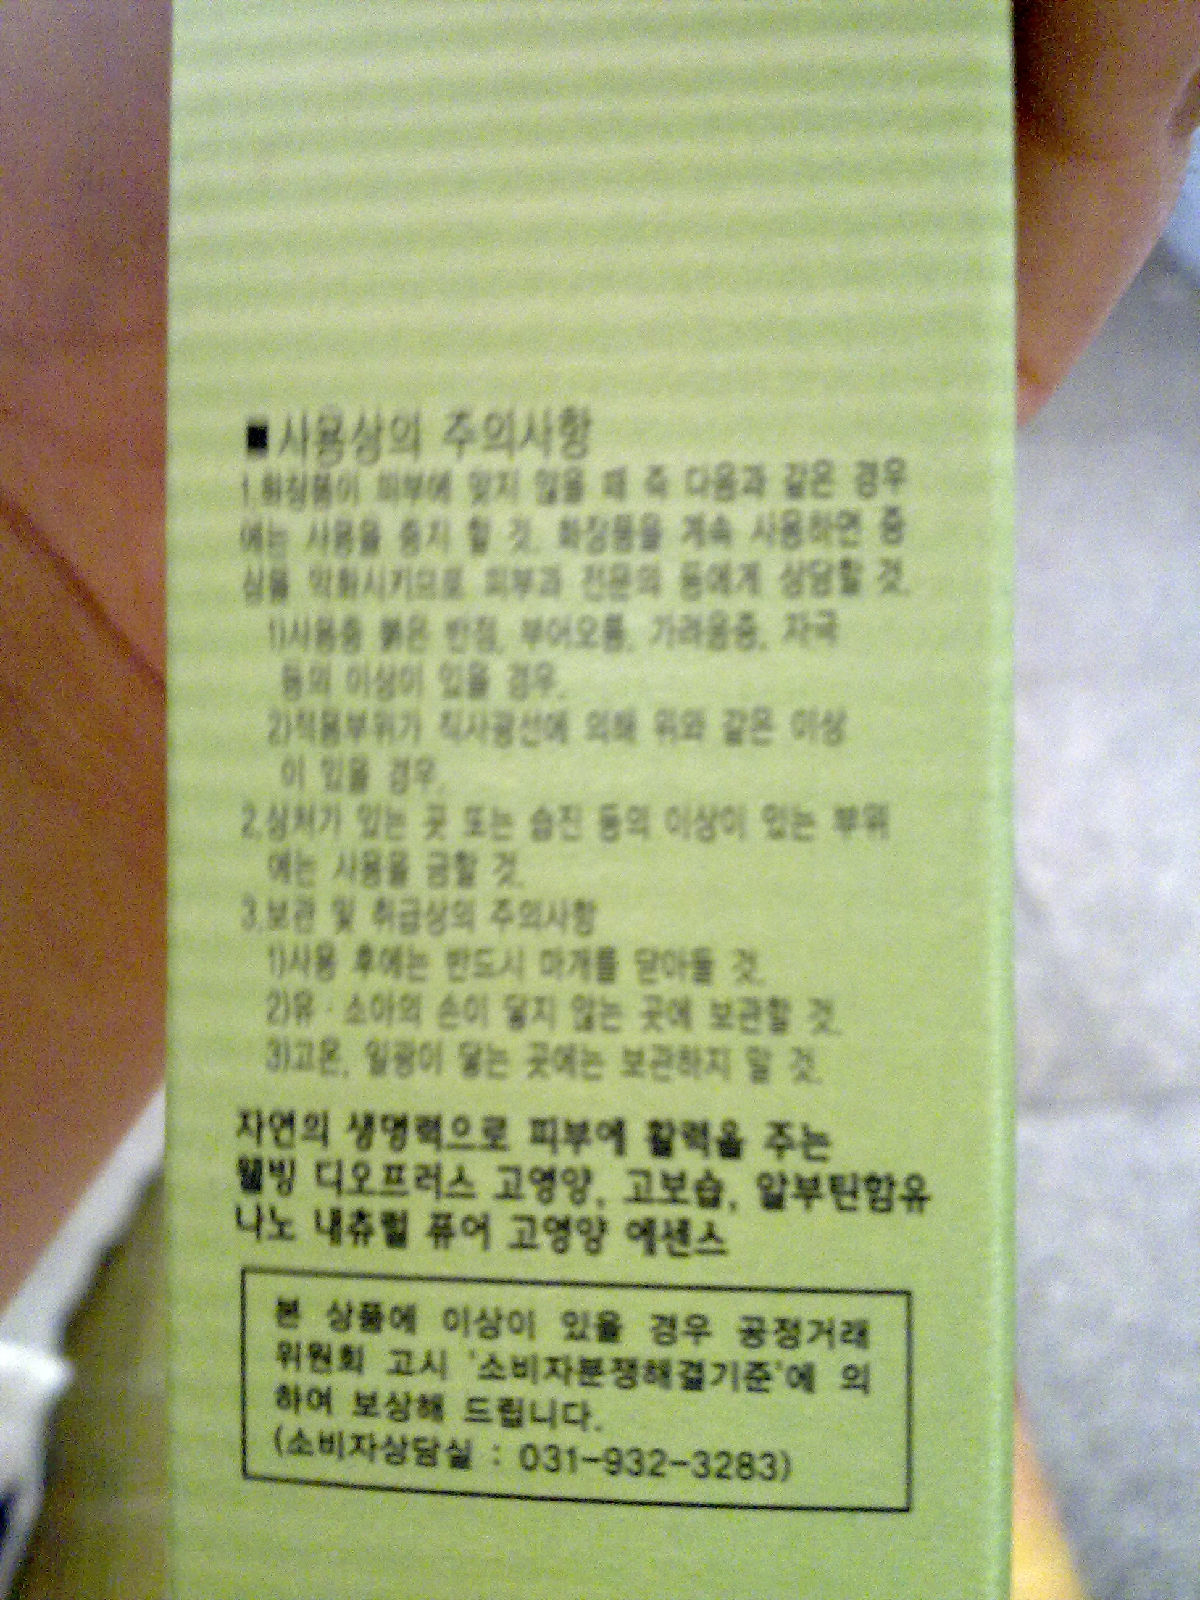 ■사용상의 주의사항
1.화장품이 피부에 맞지 않을 때 즉 다음과 같은 경우
에는 사용을 중지 할 것. 화장품을 계속 사용하면 증
상을 악화시키므로 피부과 전문의 등에게 상담할 것.
1)사용중 붉은 반점, 부어오름, 가려움증, 자극
등의 이상이 있을 경우.
2)적용부위가 직사광선에 의해 위와 같은 이상
이 있을 경우.
2.상처가 있는 곳 또는 습진 등의 이상이 있는 부위
에는 사용을 금할 것.
3.보관 및 취급상의 주의사항
1)사용 후에는 반드시 마개를 닫아둘 것.
2)유·소아의 손이 닿지 않는 곳에 보관할 것.
3)고온, 일광이 닿는 곳에는 보관하지 말 것.
자연의 생명력으로 피부에 활력을 주는
웰빙 디오프러스 고영양, 고보습, 알부틴함유
나노 내츄럴 퓨어 고영양 에센스
본 상품에 이상이 있을 경우 공정거래
위원회 고시 '소비자분쟁해결기준'에 의
하여 보상해 드립니다.
(소비자상담실 : 031-932-3283)